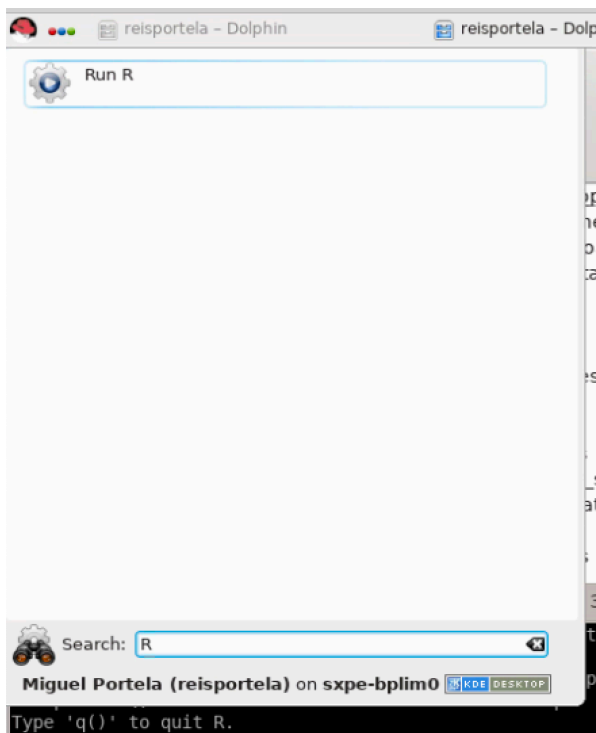 reisportela – Dolphin
reisportela – Dolp
Run R
Search: R
Miguel Portela (reisportela) on sxpe-bplim0 KDE DESKTOP
Type 'q()' to quit R.